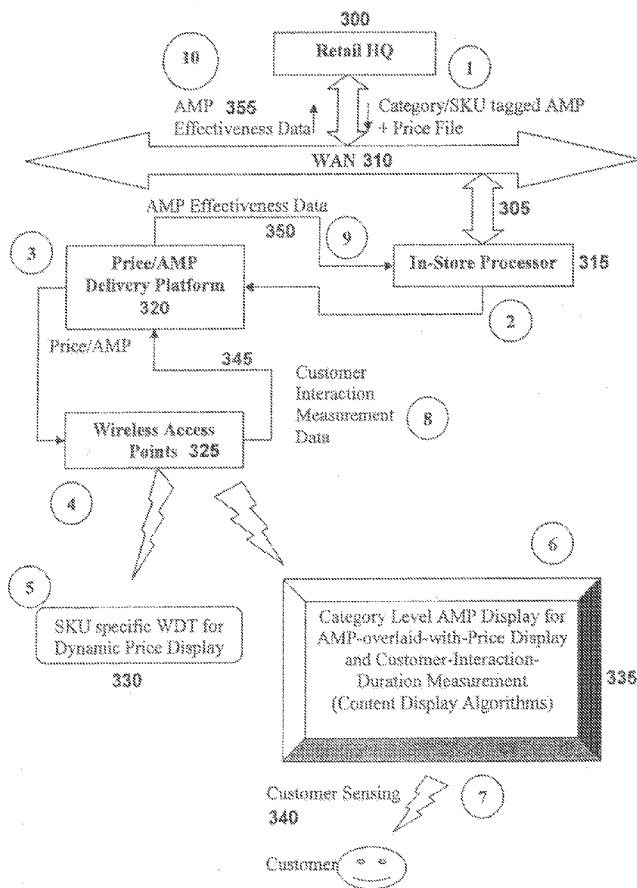 300
Retail HQ
10
1
AMP 355
Effectiveness Data
Category/SKU tagged AMP
+ Price File
WAN 310
AMP Effectiveness Data
350
305
9
3
Price/AMP
Delivery Platform
320
In-Store Processor
315
2
Price/AMP
345
Customer
Interaction
Measurement
Data
8
Wireless Access
Points 325
4
6
5
SKU specific WDT for
Dynamic Price Display
330
Category Level AMP Display for
AMP-overlaid-with-Price Display
and Customer-Interaction-
Duration Measurement
(Content Display Algorithms)
335
Customer Sensing
340
7
Customer